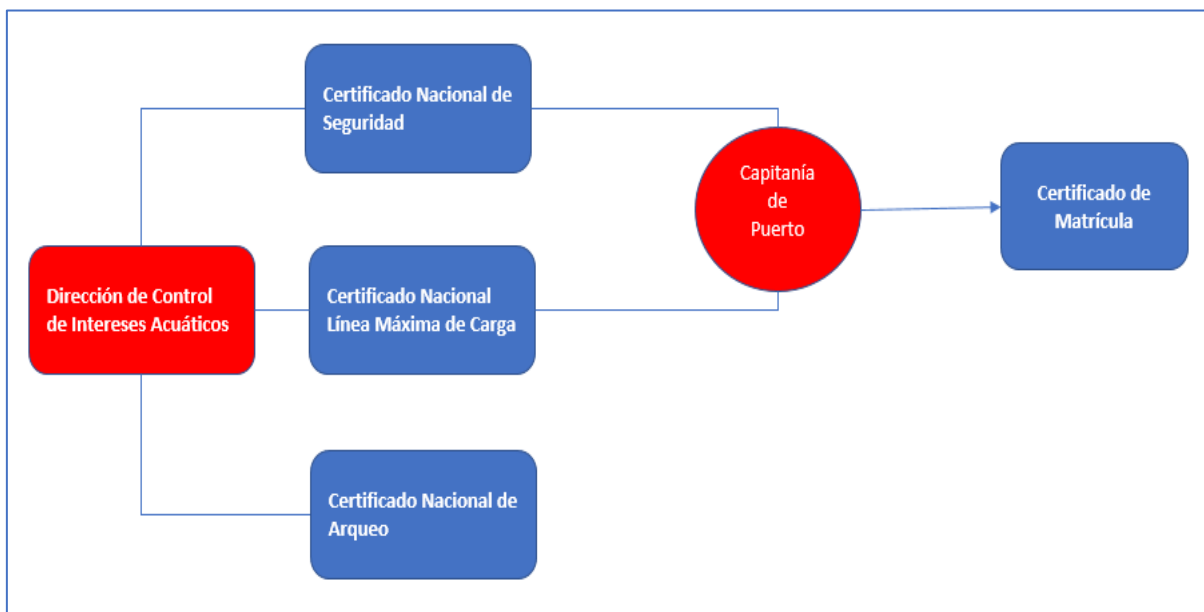 Certificado Nacional de
Seguridad
Capitanía
de
Puerto
Certificado de
Matrícula
Dirección de Control
de Intereses Acuáticos
Certificado Nacional
Línea Máxima de Carga
Certificado Nacional de
Arqueo